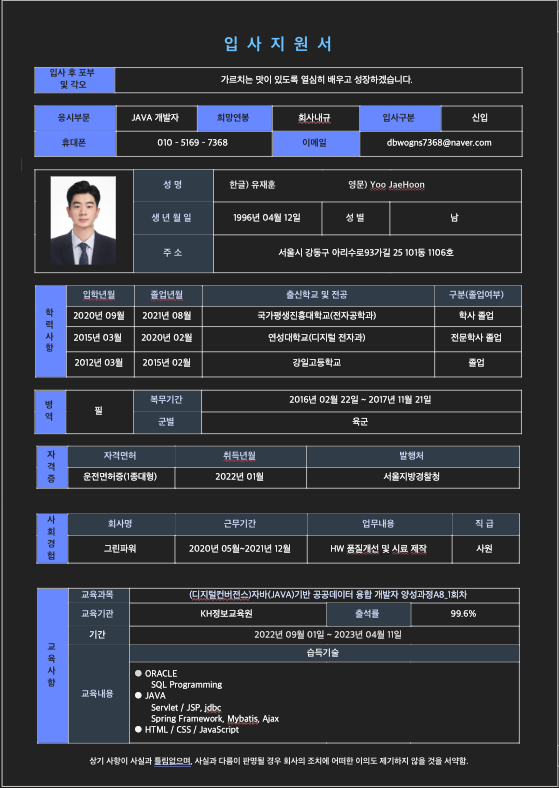 입 사 지 원 서
입사 후 포부 및 각오 가르치는 맛이 있도록 열심히 배우고 성장하겠습니다.
응시부문 JAVA 개발자 희망연봉 회사내규 입사구분 신입
휴대폰 010 - 5169 - 7368 이메일 dbwogns7368@naver.com
성 명 한글) 유재훈 영문) Yoo JaeHoon
생 년 월 일 1996년 04월 12일 성 별 남
주 소 서울시 강동구 아리수로93가길 25 101동 1106호
학력사항
입학년월 졸업년월 출신학교 및 전공 구분(졸업여부)
2020년 09월 2021년 08월 국가평생진흥대학교(전자공학과) 학사 졸업
2015년 03월 2020년 02월 연성대학교(디지털 전자과) 전문학사 졸업
2012년 03월 2015년 02월 강일고등학교 졸업
병역 필 복무기간 2016년 02월 22일 ~ 2017년 11월 21일
군별 육군
자격증
자격면허 취득년월 발행처
운전면허증(1종대형) 2022년 01월 서울지방경찰청
사회경험
회사명 근무기간 업무내용 직 급
그린파워 2020년 05월~2021년 12월 HW 품질개선 및 시료 제작 사원
교육사항
교육과목 (디지털컨버전스)자바(JAVA)기반 공공데이터 융합 개발자 양성과정A8_1회차
교육기관 KH정보교육원 출석률 99.6%
기간 2022년 09월 01일 ~ 2023년 04월 11일
교육내용 습득기술
● ORACLE
SQL Programming
● JAVA
Servlet / JSP, jdbc
Spring Framework, Mybatis, Ajax
● HTML / CSS / JavaScript
상기 사항이 사실과 틀림없으며, 사실과 다름이 판명될 경우 회사의 조치에 어떠한 이의도 제기하지 않을 것을 서약함.